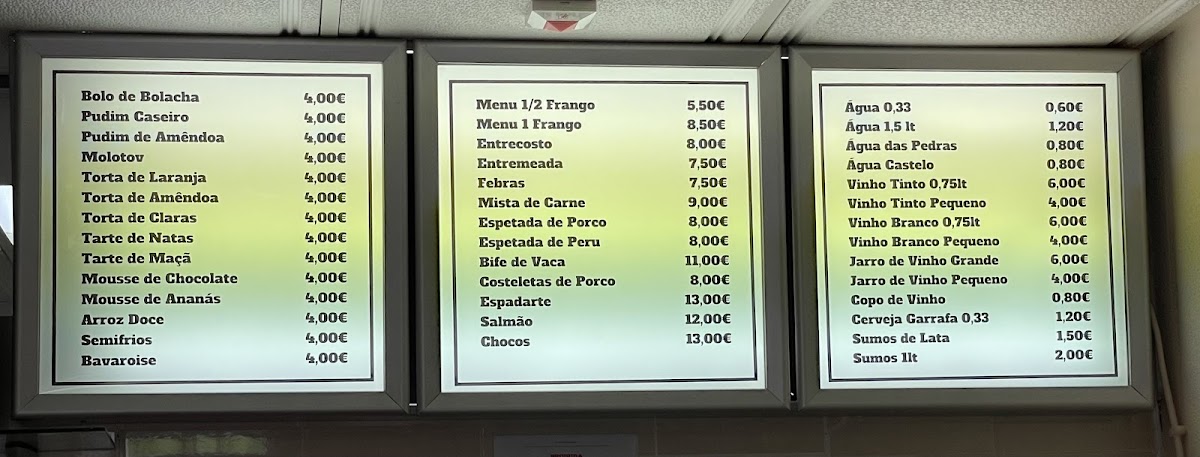 Bolo de Bolacha 4,00€
Pudim Caseiro 4,00€
Pudim de Amêndoa 4,00€
Molotov 4,00€
Torta de Laranja 4,00€
Torta de Amêndoa 4,00€
Torta de Claras 4,00€
Tarte de Natas 4,00€
Tarte de Maçã 4,00€
Mousse de Chocolate 4,00€
Mousse de Ananás 4,00€
Arroz Doce 4,00€
Semifrios 4,00€
Bavaroise 4,00€
Menu 1/2 Frango 5,50€
Menu 1 Frango 8,50€
Entrecosto 8,00€
Entremeada 7,50€
Febras 7,50€
Mista de Carne 9,00€
Espetada de Porco 8,00€
Espetada de Peru 8,00€
Bife de Vaca 11,00€
Costeletas de Porco 8,00€
Espadarte 13,00€
Salmão 12,00€
Chocos 13,00€
Água 0,33 0,60€
Água 1,5 lt 1,20€
Água das Pedras 0,80€
Água Castelo 0,80€
Vinho Tinto 0,75lt 6,00€
Vinho Tinto Pequeno 4,00€
Vinho Branco 0,75lt 6,00€
Vinho Branco Pequeno 4,00€
Jarro de Vinho Grande 6,00€
Jarro de Vinho Pequeno 4,00€
Copo de Vinho 0,80€
Cerveja Garrafa 0,33 1,20€
Sumos de Lata 1,50€
Sumos 1lt 2,00€